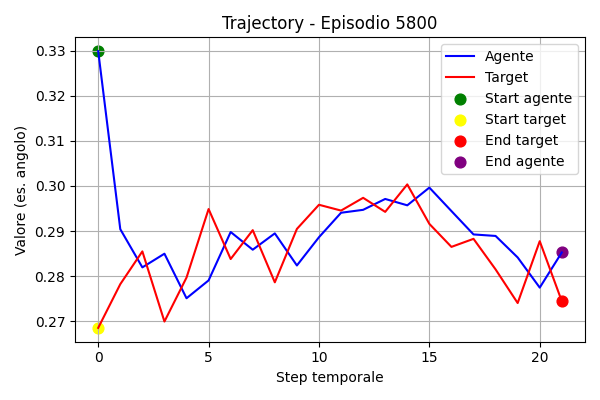 Trajectory - Episodio 5800
Valore (es. angolo)
0.33
0.32
0.31
0.30
0.29
0.28
0.27
0
5
10
15
20
Step temporale
Agente
Target
Start agente
Start target
End target
End agente